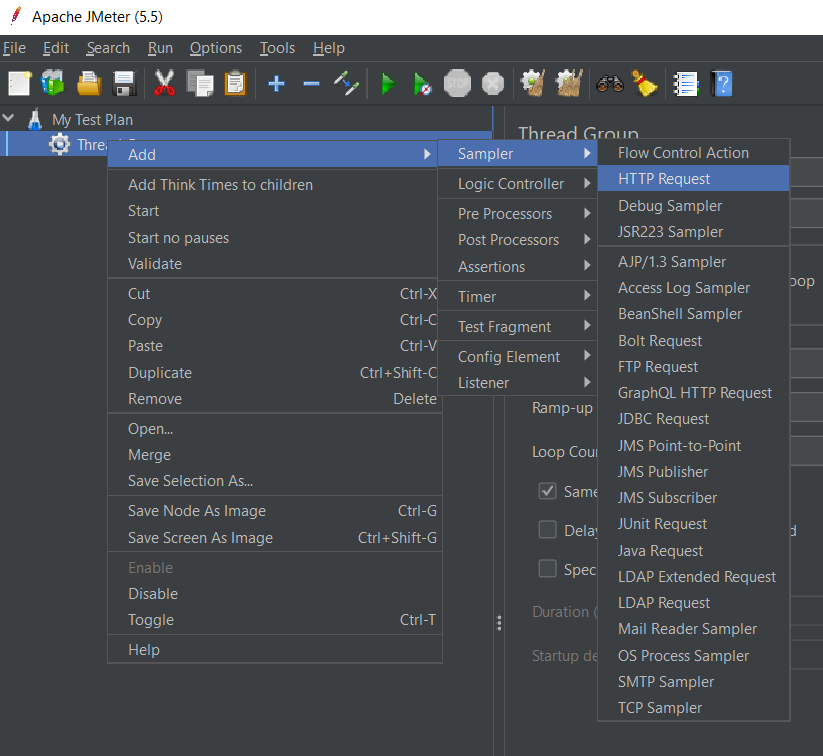 Apache JMeter (5.5)
File Edit Search Run Options Tools Help
STOP
My Test Plan
Thread Group
Add
Add Think Times to children
Start
Start no pauses
Validate
Cut Ctrl-X
Copy Ctrl-C
Paste Ctrl-V
Duplicate Ctrl+Shift-C
Remove Delete
Open...
Merge
Save Selection As...
Save Node As Image Ctrl-G
Save Screen As Image Ctrl+Shift-G
Enable
Disable
Toggle Ctrl-T
Help
Sampler
Logic Controller
Pre Processors
Post Processors
Assertions
Timer
Test Fragment
Config Element
Listener
Flow Control Action
HTTP Request
Debug Sampler
JSR223 Sampler
AJP/1.3 Sampler
Access Log Sampler
BeanShell Sampler
Bolt Request
FTP Request
GraphQL HTTP Request
JDBC Request
JMS Point-to-Point
JMS Publisher
JMS Subscriber
JUnit Request
Java Request
LDAP Extended Request
LDAP Request
Mail Reader Sampler
OS Process Sampler
SMTP Sampler
TCP Sampler
Ramp-up
Loop
Same
Duration (
Startup